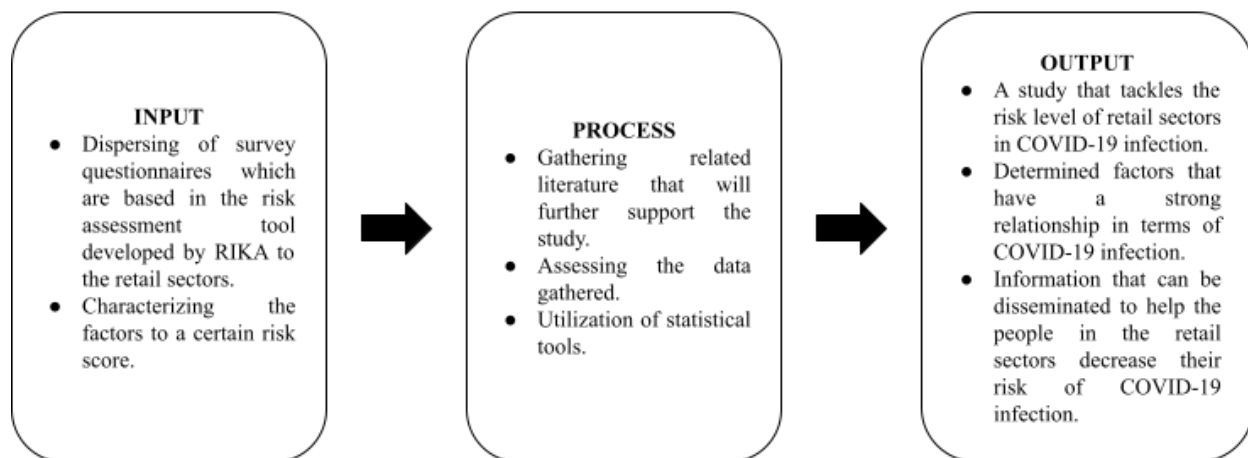 INPUT
● Dispersing of survey
questionnaires which
are based in the risk
assessment tool
developed by RIKA to
the retail sectors.
● Characterizing the
factors to a certain risk
score.
PROCESS
● Gathering related
literature that will
further support the
study.
● Assessing the data
gathered.
● Utilization of statistical
tools.
OUTPUT
● A study that tackles the
risk level of retail sectors
in COVID-19 infection.
● Determined factors that
have a strong
relationship in terms of
COVID-19 infection.
● Information that can be
disseminated to help the
people in the retail
sectors decrease their
risk of COVID-19
infection.